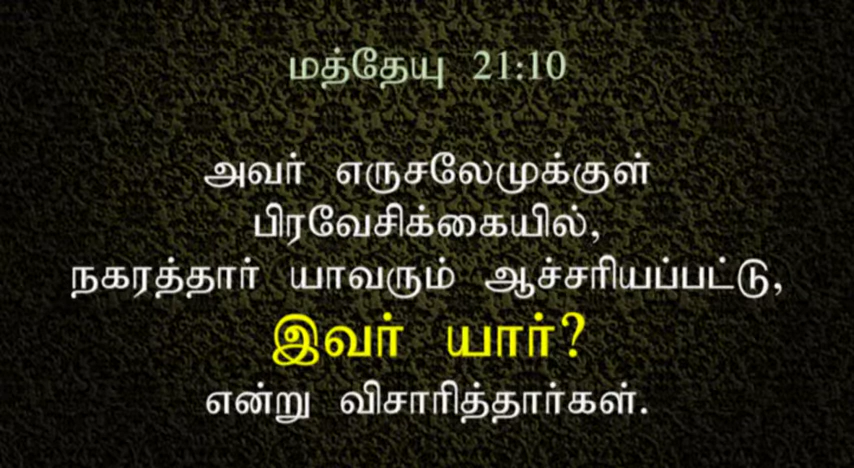 மத்தேயு 21:10
அவர் எருசலேமுக்குள்
பிரவேசிக்கையில்,
நகரத்தார் யாவரும் ஆச்சரியப்பட்டு,
இவர் யார்?
என்று விசாரித்தார்கள்.